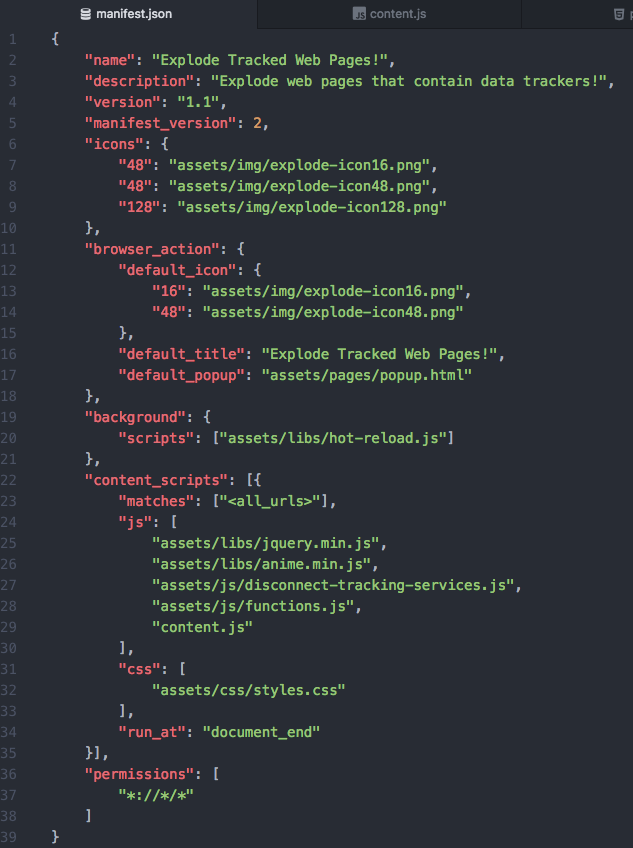 manifest.json content.js
1 {
2 "name": "Explode Tracked Web Pages!",
3 "description": "Explode web pages that contain data trackers!",
4 "version": "1.1",
5 "manifest_version": 2,
6 "icons": {
7 "48": "assets/img/explode-icon16.png",
8 "48": "assets/img/explode-icon48.png",
9 "128": "assets/img/explode-icon128.png"
10 },
11 "browser_action": {
12 "default_icon": {
13 "16": "assets/img/explode-icon16.png",
14 "48": "assets/img/explode-icon48.png"
15 },
16 "default_title": "Explode Tracked Web Pages!",
17 "default_popup": "assets/pages/popup.html"
18 },
19 "background": {
20 "scripts": ["assets/libs/hot-reload.js"]
21 },
22 "content_scripts": [{
23 "matches": ["<all_urls>"],
24 "js": [
25 "assets/libs/jquery.min.js",
26 "assets/libs/anime.min.js",
27 "assets/js/disconnect-tracking-services.js",
28 "assets/js/functions.js",
29 "content.js"
30 ],
31 "css": [
32 "assets/css/styles.css"
33 ],
34 "run_at": "document_end"
35 }],
36 "permissions": [
37 "*://*/*"
38 ]
39 }